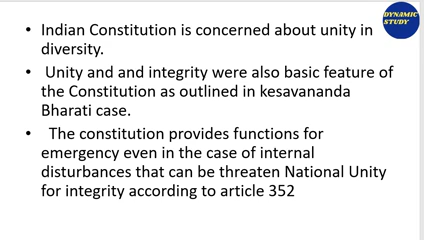 DYNAMIC
STUDY
• Indian Constitution is concerned about unity in
diversity.
• Unity and and integrity were also basic feature of
the Constitution as outlined in kesavananda
Bharati case.
• The constitution provides functions for
emergency even in the case of internal
disturbances that can be threaten National Unity
for integrity according to article 352